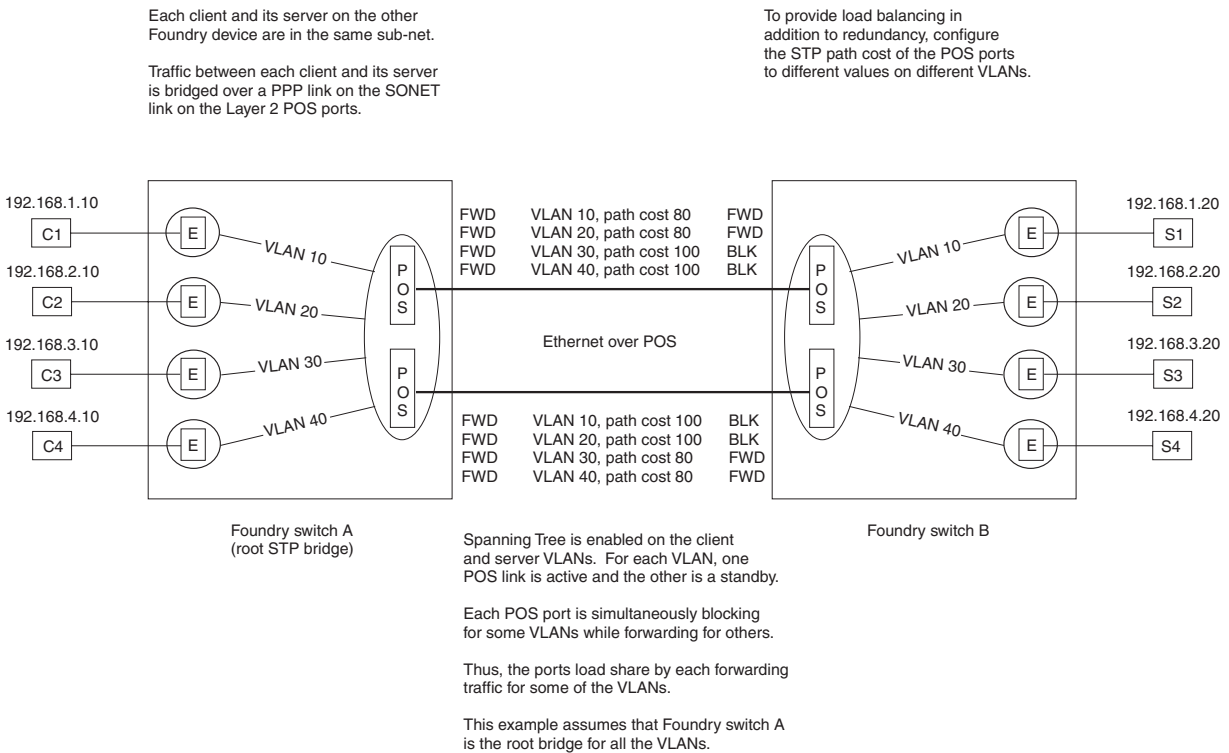 Each client and its server on the other
Foundry device are in the same sub-net.
Traffic between each client and its server
is bridged over a PPP link on the SONET
link on the Layer 2 POS ports.
To provide load balancing in
addition to redundancy, configure
the STP path cost of the POS ports
to different values on different VLANs.
192.168.1.10
C1
E
VLAN 10
192.168.2.10
C2
E
VLAN 20
192.168.3.10
C3
E
VLAN 30
192.168.4.10
C4
E
VLAN 40
POS
POS
FWD VLAN 10, path cost 80 FWD
FWD VLAN 20, path cost 80 FWD
FWD VLAN 30, path cost 100 BLK
FWD VLAN 40, path cost 100 BLK
Ethernet over POS
FWD VLAN 10, path cost 100 BLK
FWD VLAN 20, path cost 100 BLK
FWD VLAN 30, path cost 80 FWD
FWD VLAN 40, path cost 80 FWD
POS
POS
VLAN 10
E
192.168.1.20
S1
VLAN 20
E
192.168.2.20
S2
VLAN 30
E
192.168.3.20
S3
VLAN 40
E
192.168.4.20
S4
Foundry switch A
(root STP bridge)
Foundry switch B
Spanning Tree is enabled on the client
and server VLANs. For each VLAN, one
POS link is active and the other is a standby.
Each POS port is simultaneously blocking
for some VLANs while forwarding for others.
Thus, the ports load share by each forwarding
traffic for some of the VLANs.
This example assumes that Foundry switch A
is the root bridge for all the VLANs.